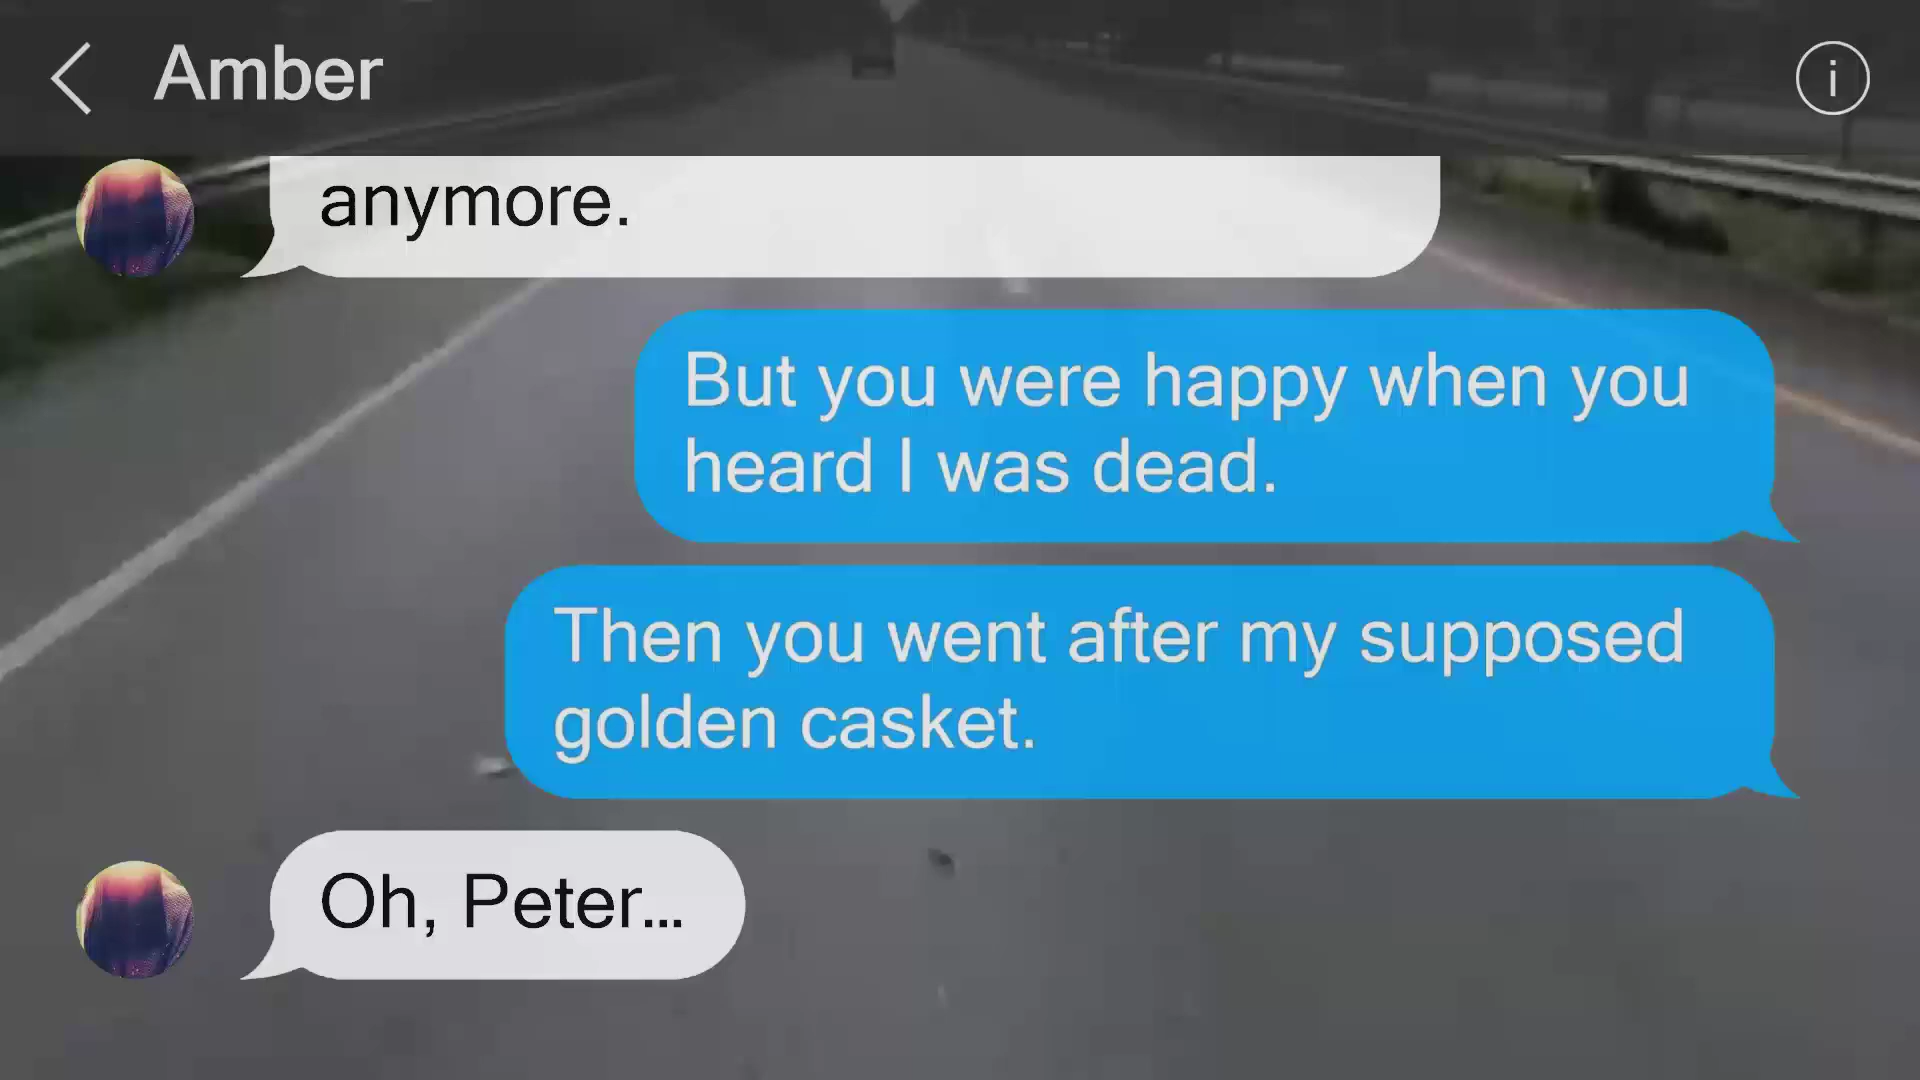 Amber
i
anymore.
But you were happy when you
heard I was dead.
Then you went after my supposed
golden casket.
Oh, Peter...